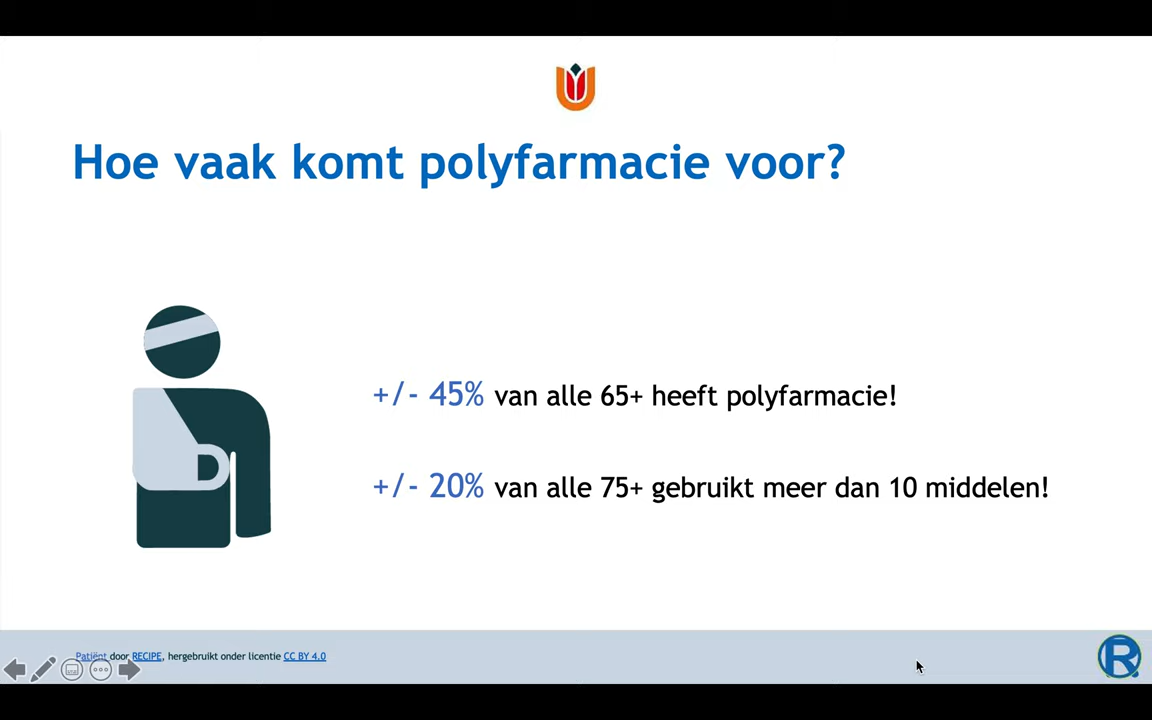 Hoe vaak komt polyfarmacie voor?
+/- 45% van alle 65+ heeft polyfarmacie!
+/- 20% van alle 75+ gebruikt meer dan 10 middelen!
Patiënt door RECIPE, hergebruikt onder licentie CC BY 4.0
R